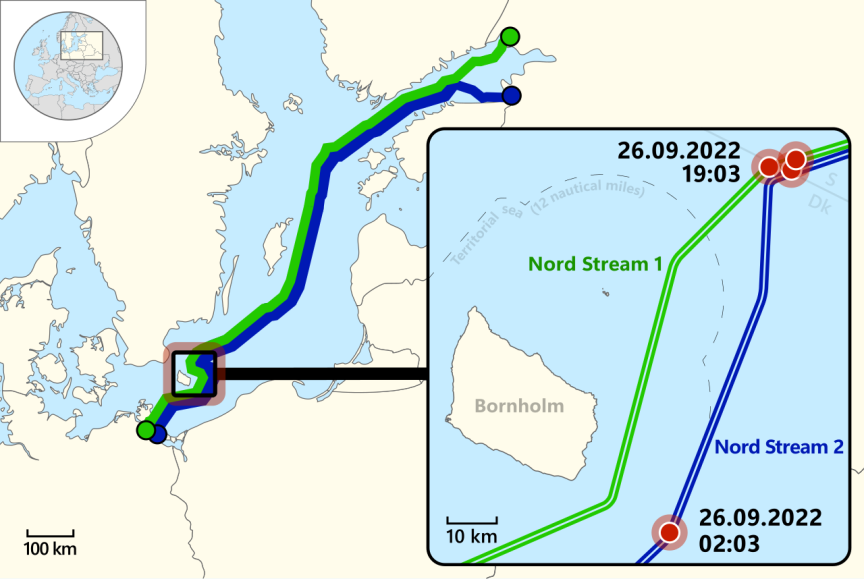 26.09.2022
19:03
S
Dk
Territorial sea (12 nautical miles)
Nord Stream 1
Bornholm
Nord Stream 2
10 km
26.09.2022
02:03
100 km